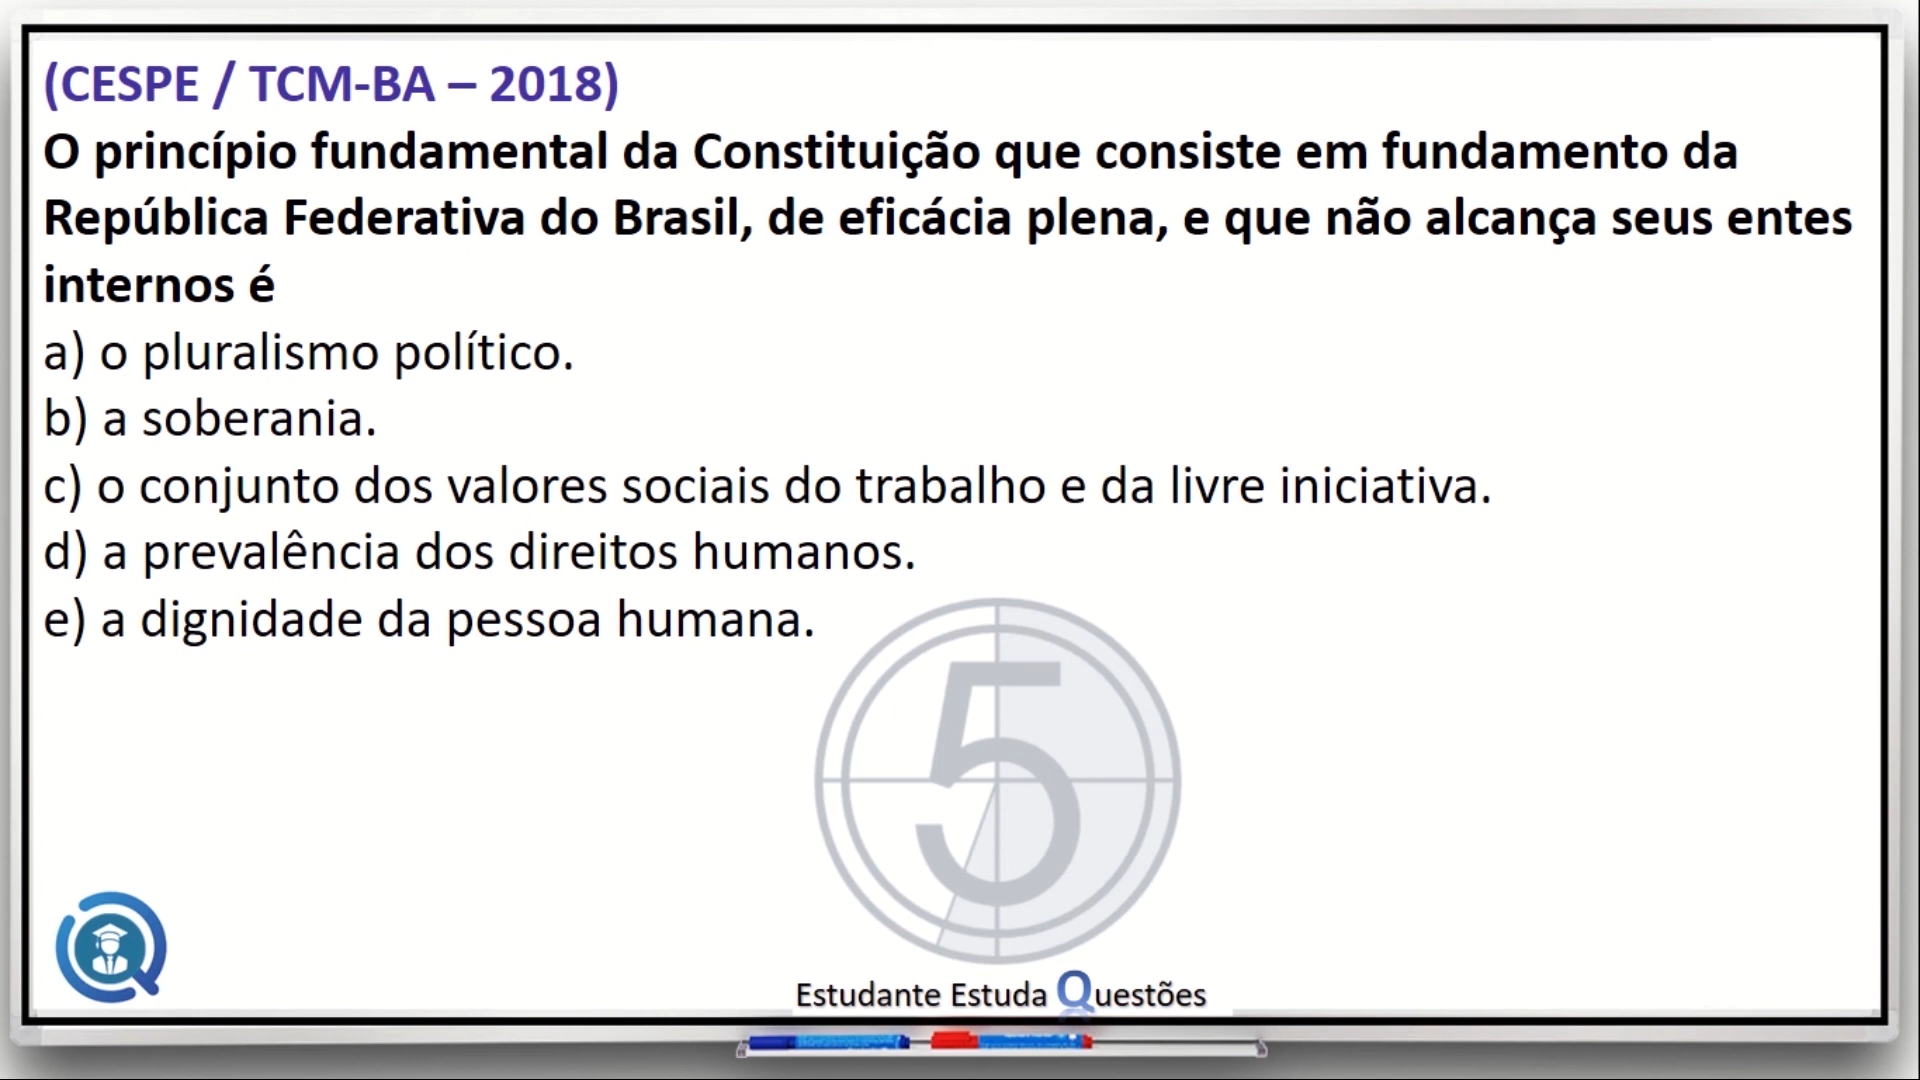 (CESPE / TCM-BA – 2018)
O princípio fundamental da Constituição que consiste em fundamento da
República Federativa do Brasil, de eficácia plena, e que não alcança seus entes
internos é
a) o pluralismo político.
b) a soberania.
c) o conjunto dos valores sociais do trabalho e da livre iniciativa.
d) a prevalência dos direitos humanos.
e) a dignidade da pessoa humana.
5
Estudante Estuda Questões